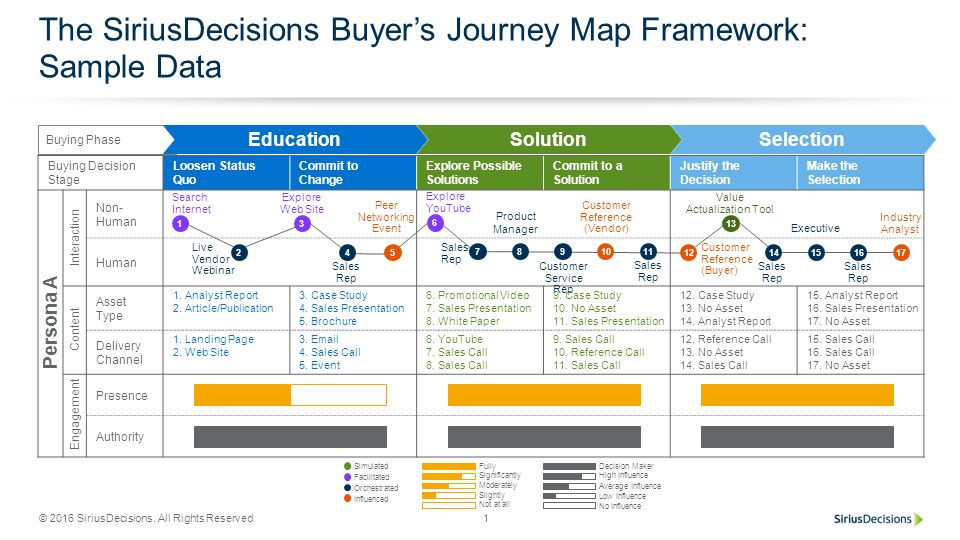 The SiriusDecisions Buyer’s Journey Map Framework:
Sample Data
Buying Phase
Education
Solution
Selection
Buying Decision
Stage
Loosen Status
Quo
Commit to
Change
Explore Possible
Solutions
Commit to a
Solution
Justify the
Decision
Make the
Selection
Persona A
Interaction
Non-
Human
Human
Search
Internet
1
Live
Vendor
Webinar
2
Explore
Web Site
3
Sales
Rep
4
Peer
Networking
Event
5
Explore
YouTube
6
Sales
Rep
7
Product
Manager
8
Customer
Service
Rep
9
Customer
Reference
(Vendor)
10
Sales
Rep
11
12
Customer
Reference
(Buyer)
Value
Actualization Tool
13
Sales
Rep
14
Executive
15
Sales
Rep
16
Industry
Analyst
17
Content
Asset
Type
1. Analyst Report
2. Article/Publication
3. Case Study
4. Sales Presentation
5. Brochure
6. Promotional Video
7. Sales Presentation
8. White Paper
9. Case Study
10. No Asset
11. Sales Presentation
12. Case Study
13. No Asset
14. Analyst Report
15. Analyst Report
16. Sales Presentation
17. No Asset
Delivery
Channel
1. Landing Page
2. Web Site
3. Email
4. Sales Call
5. Event
6. YouTube
7. Sales Call
8. Sales Call
9. Sales Call
10. Reference Call
11. Sales Call
12. Reference Call
13. No Asset
14. Sales Call
15. Sales Call
16. Sales Call
17. No Asset
Engagement
Presence
Authority
Simulated
Facilitated
Orchestrated
Influenced
Fully
Significantly
Moderately
Slightly
Not at all
Decision Maker
High Influence
Average Influence
Low Influence
No Influence
© 2016 SiriusDecisions. All Rights Reserved
1
SiriusDecisions